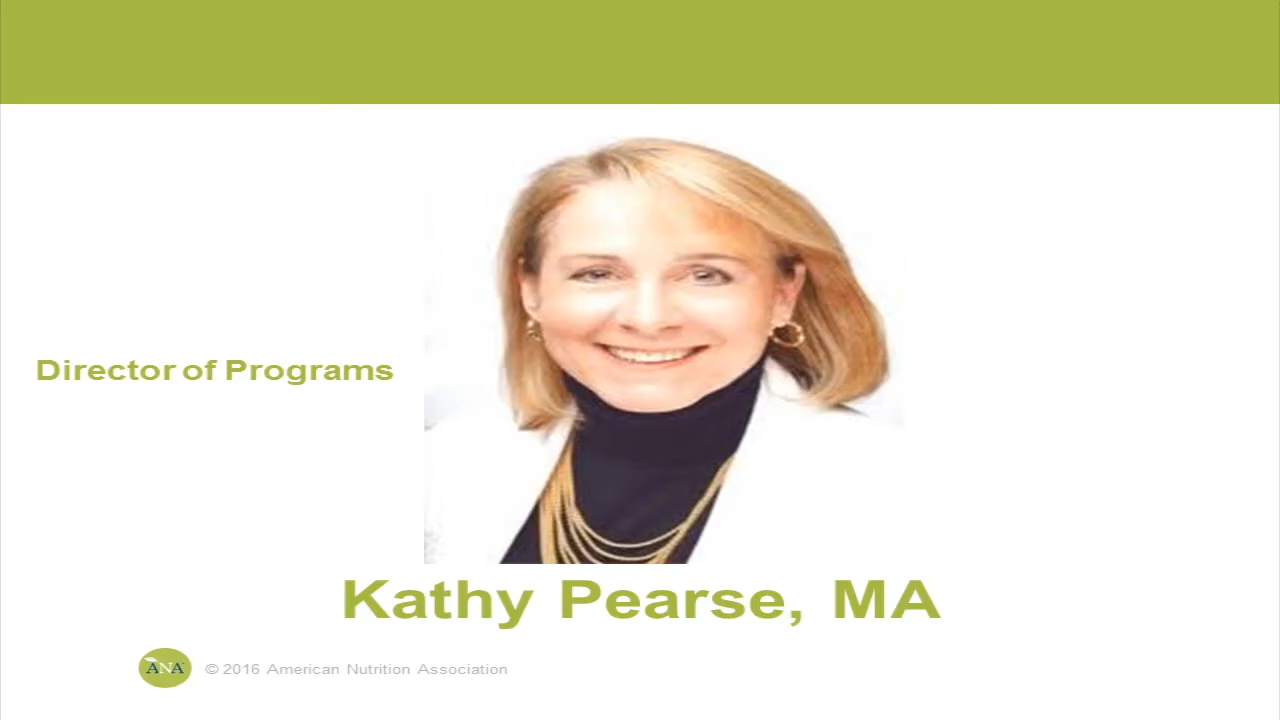 Director of Programs
Kathy Pearse, MA
ANA
© 2016 American Nutrition Association